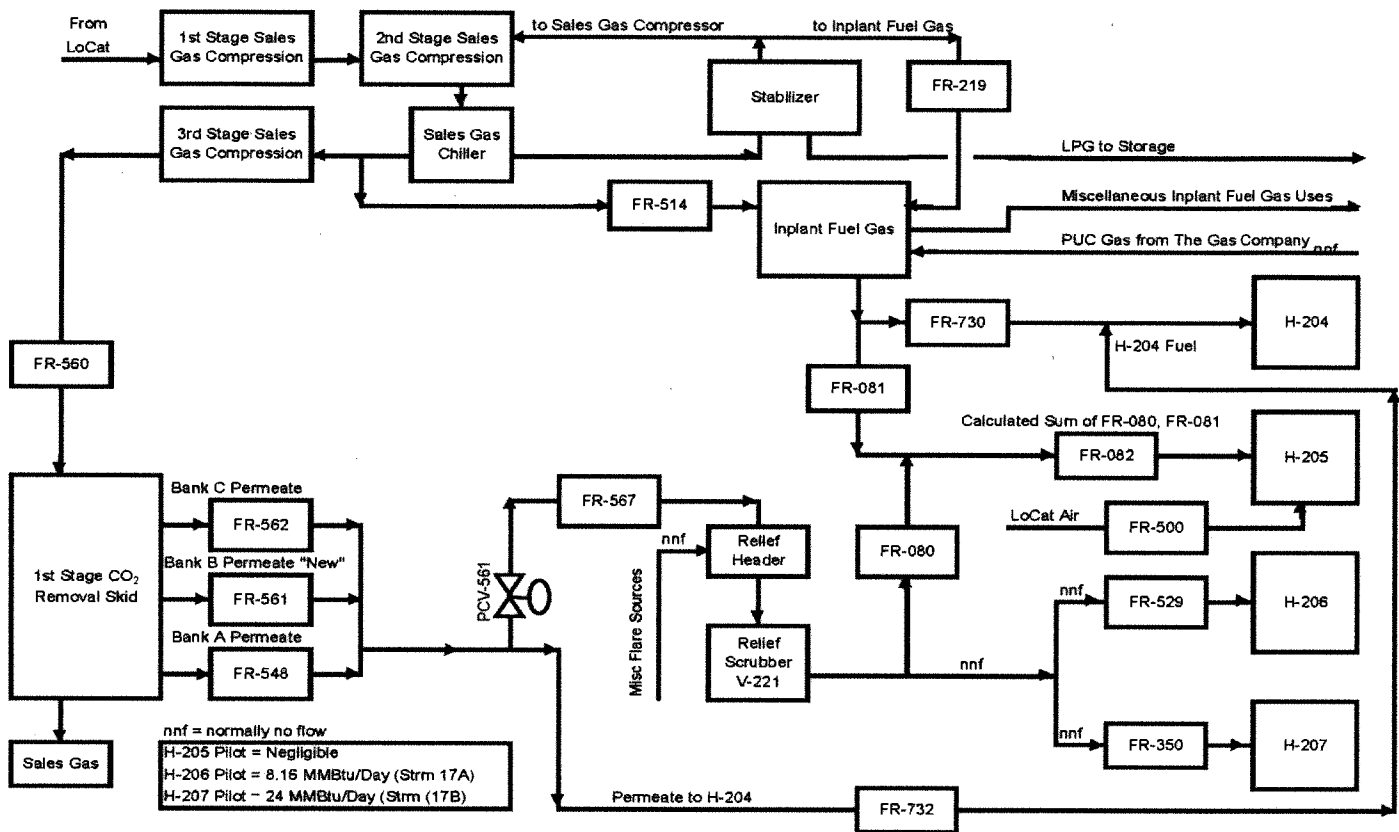 From
LoCat
1st Stage Sales
Gas Compression
2nd Stage Sales
Gas Compression
to Sales Gas Compressor
to Inplant Fuel Gas
Stabilizer
FR-219
3rd Stage Sales
Gas Compression
Sales Gas
Chiller
LPG to Storage
FR-514
Inplant Fuel Gas
Miscellaneous Inplant Fuel Gas Uses
PUC Gas from The Gas Company
nnf
FR-730
H-204
H-204 Fuel
FR-560
FR-081
Calculated Sum of FR-080, FR-081
FR-082
H-205
LoCat Air
FR-500
Bank C Permeate
FR-562
Bank B Permeate "New"
FR-561
Bank A Permeate
FR-548
1st Stage CO₂
Removal Skid
PCV-561
FR-567
nnf
Relief
Header
Misc Flare Sources
Relief
Scrubber
V-221
FR-080
nnf
nnf
FR-529
H-206
nnf
FR-350
H-207
Sales Gas
nnf = normally no flow
H-205 Pilot = Negligible
H-206 Pilot = 8.16 MMBtu/Day (Strm 17A)
H-207 Pilot - 24 MMBtu/Day (Strm (17B)
Permeate to H-204
FR-732